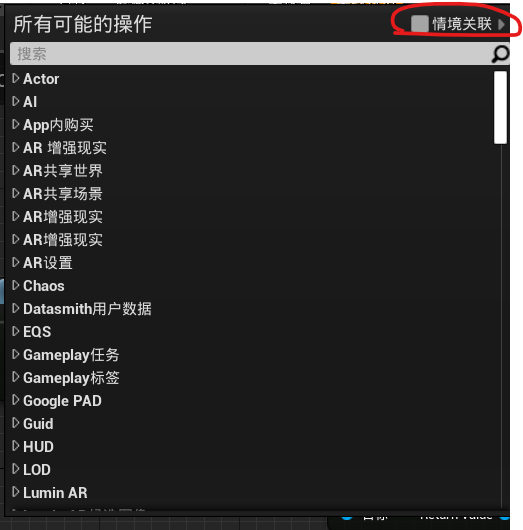 所有可能的操作
情境关联
搜索
Actor
AI
App内购买
AR 增强现实
AR共享世界
AR共享场景
AR增强现实
AR增强现实
AR设置
Chaos
Datasmith用户数据
EQS
Gameplay任务
Gameplay标签
Google PAD
Guid
HUD
LOD
Lumin AR
Return Value